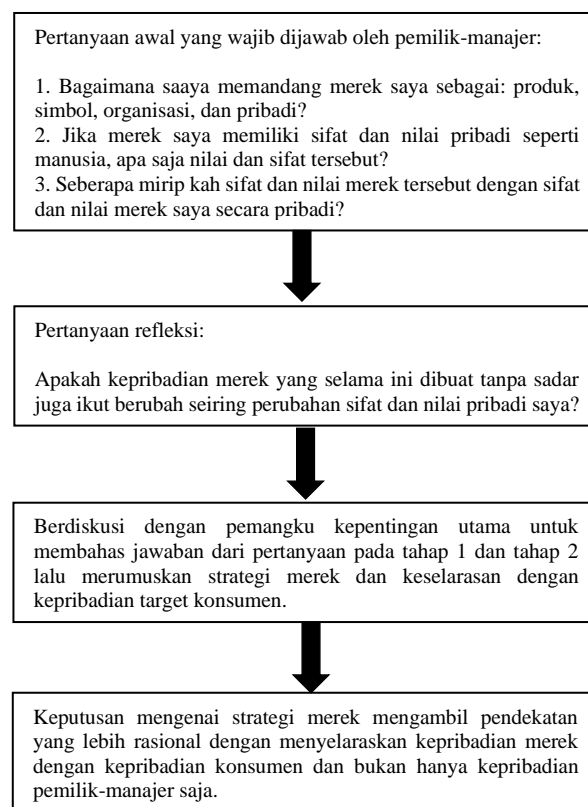 Pertanyaan awal yang wajib dijawab oleh pemilik-manajer:
1. Bagaimana saaya memandang merek saya sebagai: produk,
simbol, organisasi, dan pribadi?
2. Jika merek saya memiliki sifat dan nilai pribadi seperti
manusia, apa saja nilai dan sifat tersebut?
3. Seberapa mirip kah sifat dan nilai merek tersebut dengan sifat
dan nilai merek saya secara pribadi?
Pertanyaan refleksi:
Apakah kepribadian merek yang selama ini dibuat tanpa sadar
juga ikut berubah seiring perubahan sifat dan nilai pribadi saya?
Berdiskusi dengan pemangku kepentingan utama untuk
membahas jawaban dari pertanyaan pada tahap 1 dan tahap 2
lalu merumuskan strategi merek dan keselarasan dengan
kepribadian target konsumen.
Keputusan mengenai strategi merek mengambil pendekatan
yang lebih rasional dengan menyelaraskan kepribadian merek
dengan kepribadian konsumen dan bukan hanya kepribadian
pemilik-manajer saja.